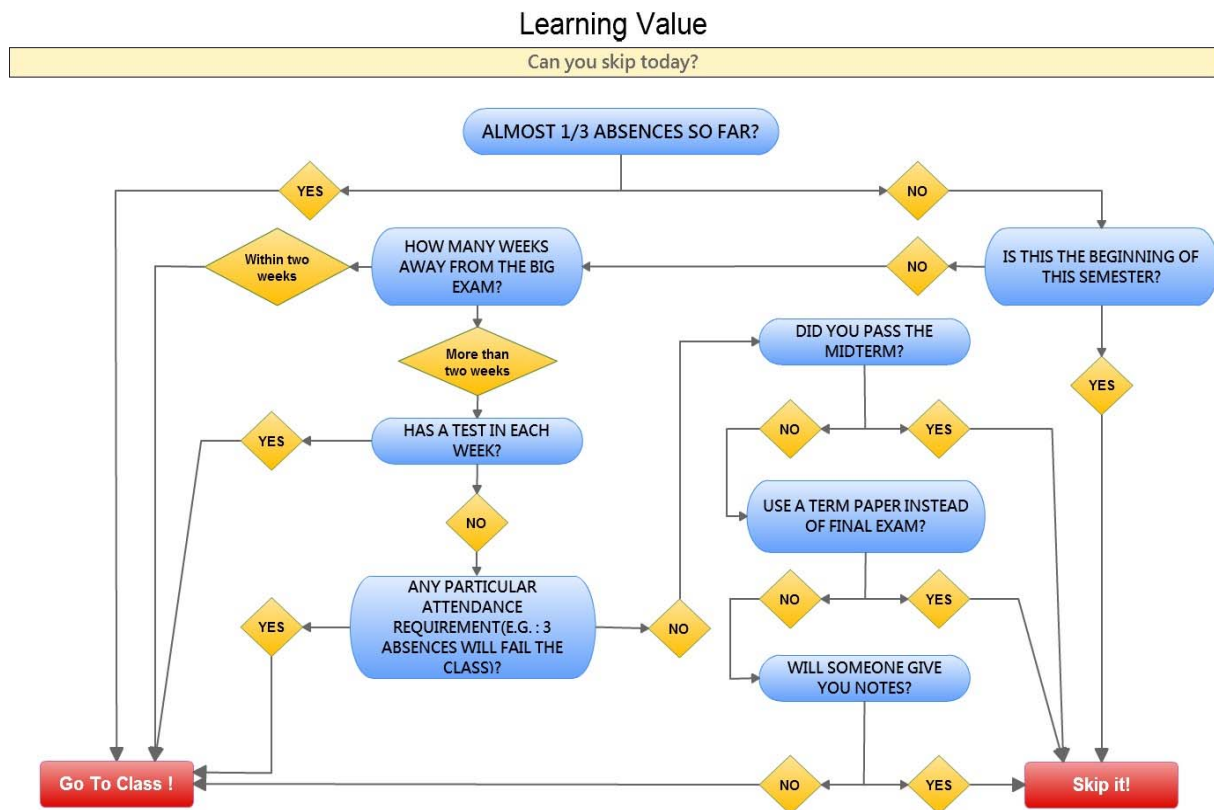 Learning Value
Can you skip today?
ALMOST 1/3 ABSENCES SO FAR?
YES
NO
Within two
weeks
HOW MANY WEEKS
AWAY FROM THE BIG
EXAM?
NO
IS THIS THE BEGINNING OF
THIS SEMESTER?
More than
two weeks
DID YOU PASS THE
MIDTERM?
YES
YES
HAS A TEST IN EACH
WEEK?
NO
YES
NO
USE A TERM PAPER INSTEAD
OF FINAL EXAM?
YES
ANY PARTICULAR
ATTENDANCE
REQUIREMENT(E.G. : 3
ABSENCES WILL FAIL THE
CLASS)?
NO
NO
YES
WILL SOMEONE GIVE
YOU NOTES?
Go To Class !
NO
YES
Skip it!